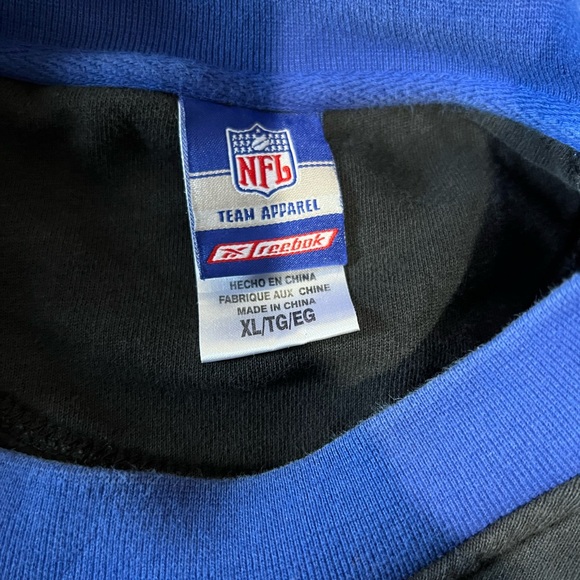 NFL
TEAM APPAREL
Reebok
HECHO EN CHINA
FABRIQUE AUX CHINE
MADE IN CHINA
XL/TG/EG